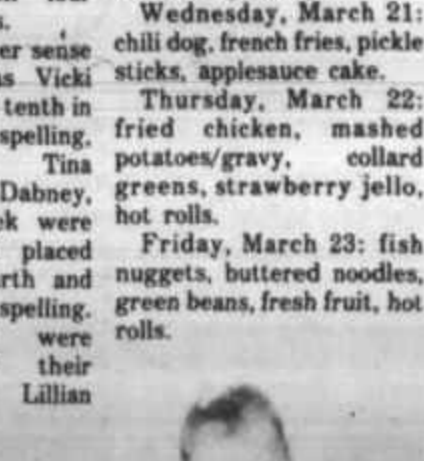 s.
er sense
as Vicki
tenth in
spelling.
Tina
Dabney,
ek were
placed
rth and
spelling.
were
their
Lillian
Wednesday, March 21:
chili dog, french fries, pickle
sticks, applesauce cake.
Thursday, March 22:
fried chicken, mashed
potatoes/gravy, collard
greens, strawberry jello,
hot rolls.
Friday, March 23: fish
nuggets, buttered noodles,
green beans, fresh fruit, hot
rolls.